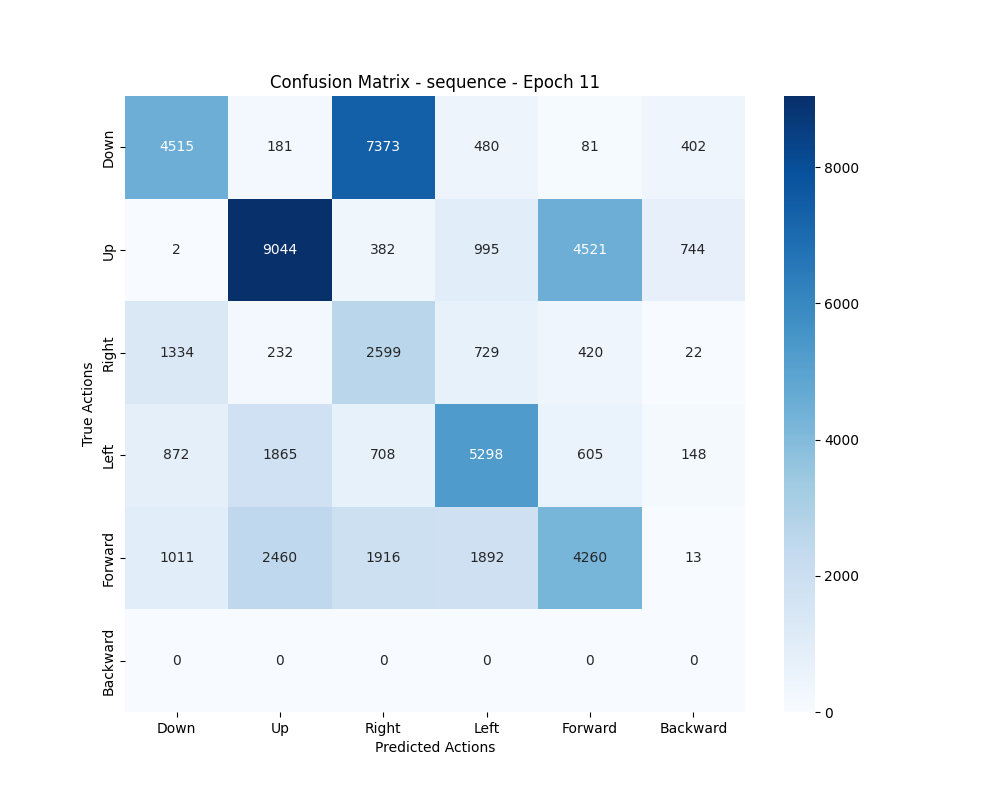 Confusion Matrix - sequence - Epoch 11
True Actions
Down 4515 181 7373 480 81 402
Up 2 9044 382 995 4521 744
Right 1334 232 2599 729 420 22
Left 872 1865 708 5298 605 148
Forward 1011 2460 1916 1892 4260 13
Backward 0 0 0 0 0 0
Down Up Right Left Forward Backward
Predicted Actions
8000
6000
4000
2000
0